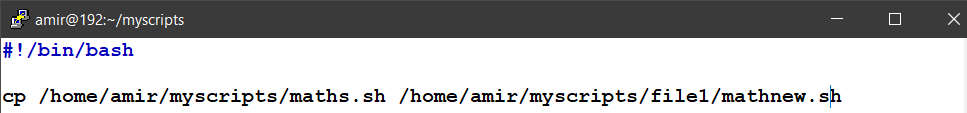 amir@192:~/myscripts
#!/bin/bash
cp /home/amir/myscripts/maths.sh /home/amir/myscripts/file1/mathnew.sh